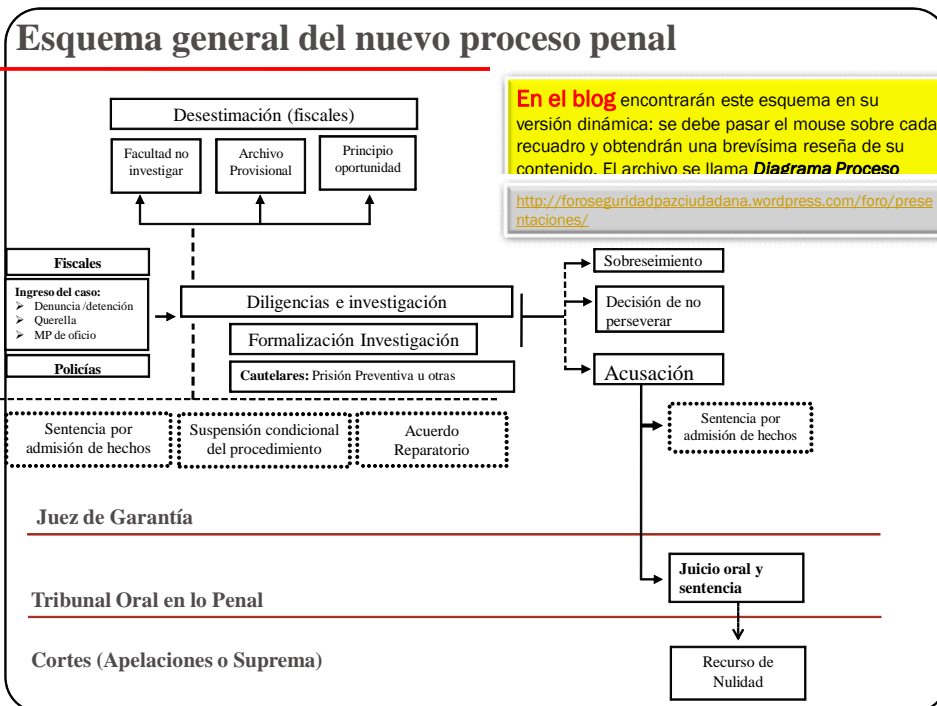 Esquema general del nuevo proceso penal
En el blog encontrarán este esquema en su
versión dinámica: se debe pasar el mouse sobre cada
recuadro y obtendrán una brevísima reseña de su
contenido. El archivo se llama Diagrama Proceso
http://foroseguridadpazciudadana.wordpress.com/foro/prese
ntaciones/
Desestimación (fiscales)
Facultad no
investigar
Archivo
Provisional
Principio
oportunidad
Fiscales
Ingreso del caso:
➢ Denuncia /detención
➢ Querella
➢ MP de oficio
Policías
Diligencias e investigación
Formalización Investigación
Cautelares: Prisión Preventiva u otras
Sobreseimiento
Decisión de no
perseverar
Acusación
Sentencia por
admisión de hechos
Suspensión condicional
del procedimiento
Acuerdo
Reparatorio
Sentencia por
admisión de hechos
Juez de Garantía
Juicio oral y
sentencia
Tribunal Oral en lo Penal
Cortes (Apelaciones o Suprema)
Recurso de
Nulidad